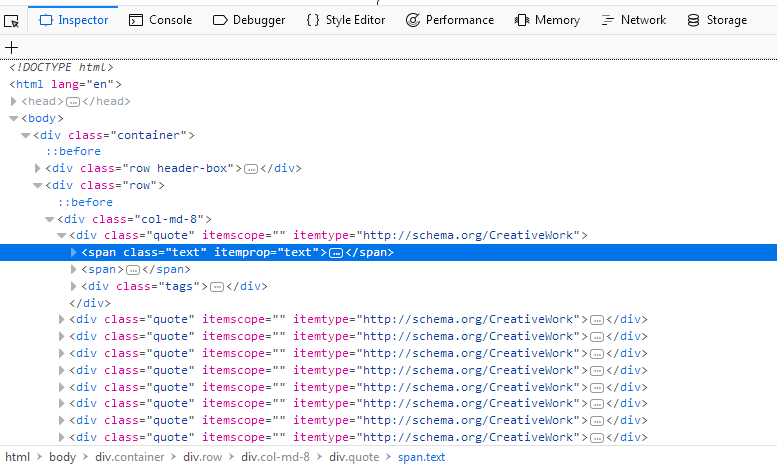 Inspector Console Debugger { } Style Editor Performance Memory Network Storage
+
<!DOCTYPE html>
<html lang="en">
<head>…</head>
<body>
<div class="container">
::before
<div class="row header-box">…</div>
<div class="row">
::before
<div class="col-md-8">
<div class="quote" itemscope="" itemtype="http://schema.org/CreativeWork">
<span class="text" itemprop="text">…</span>
<span>…</span>
<div class="tags">…</div>
</div>
<div class="quote" itemscope="" itemtype="http://schema.org/CreativeWork">…</div>
<div class="quote" itemscope="" itemtype="http://schema.org/CreativeWork">…</div>
<div class="quote" itemscope="" itemtype="http://schema.org/CreativeWork">…</div>
<div class="quote" itemscope="" itemtype="http://schema.org/CreativeWork">…</div>
<div class="quote" itemscope="" itemtype="http://schema.org/CreativeWork">…</div>
<div class="quote" itemscope="" itemtype="http://schema.org/CreativeWork">…</div>
<div class="quote" itemscope="" itemtype="http://schema.org/CreativeWork">…</div>
<div class="quote" itemscope="" itemtype="http://schema.org/CreativeWork">…</div>
html > body > div.container > div.row > div.col-md-8 > div.quote > span.text